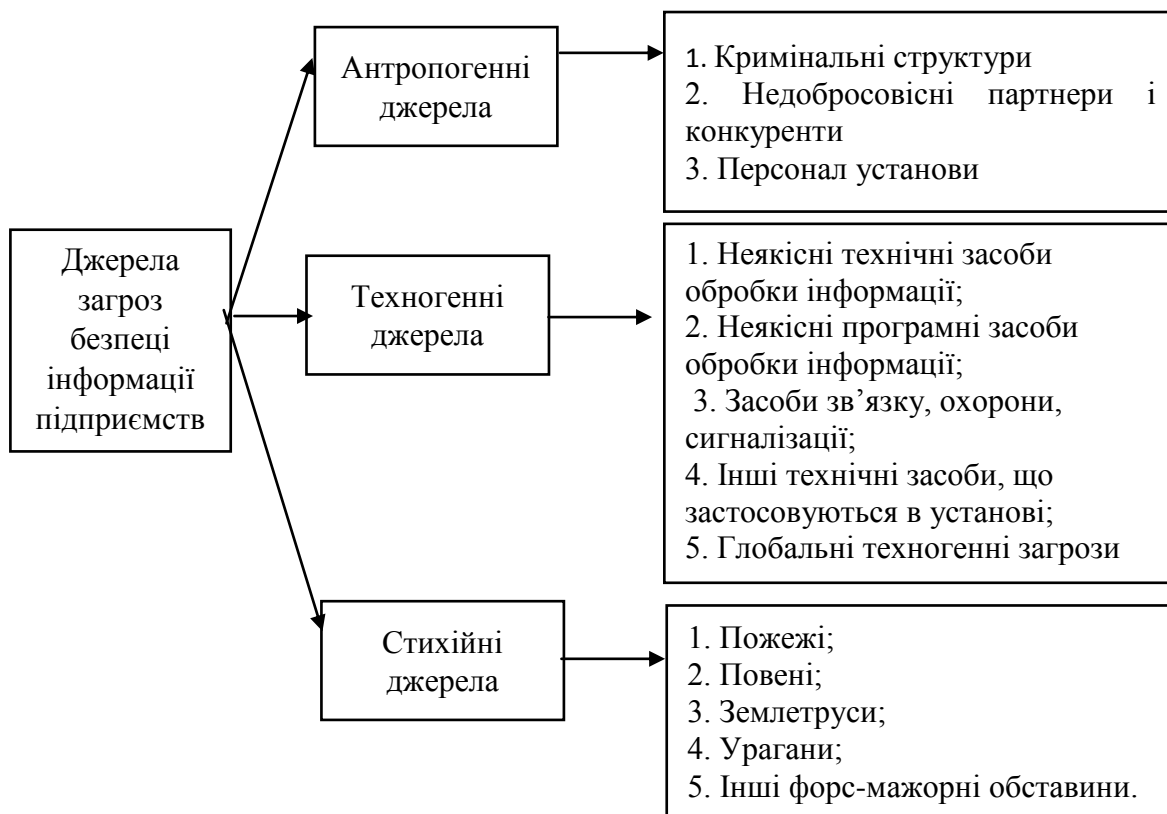 Джерела
загроз
безпеці
інформації
підприємств
Антропогенні
джерела
1. Кримінальні структури
2. Недобросовісні партнери і
конкуренти
3. Персонал установи
Техногенні
джерела
1. Неякісні технічні засоби
обробки інформації;
2. Неякісні програмні засоби
обробки інформації;
3. Засоби зв’язку, охорони,
сигналізації;
4. Інші технічні засоби, що
застосовуються в установі;
5. Глобальні техногенні загрози
Стихійні
джерела
1. Пожежі;
2. Повені;
3. Землетруси;
4. Урагани;
5. Інші форс-мажорні обставини.